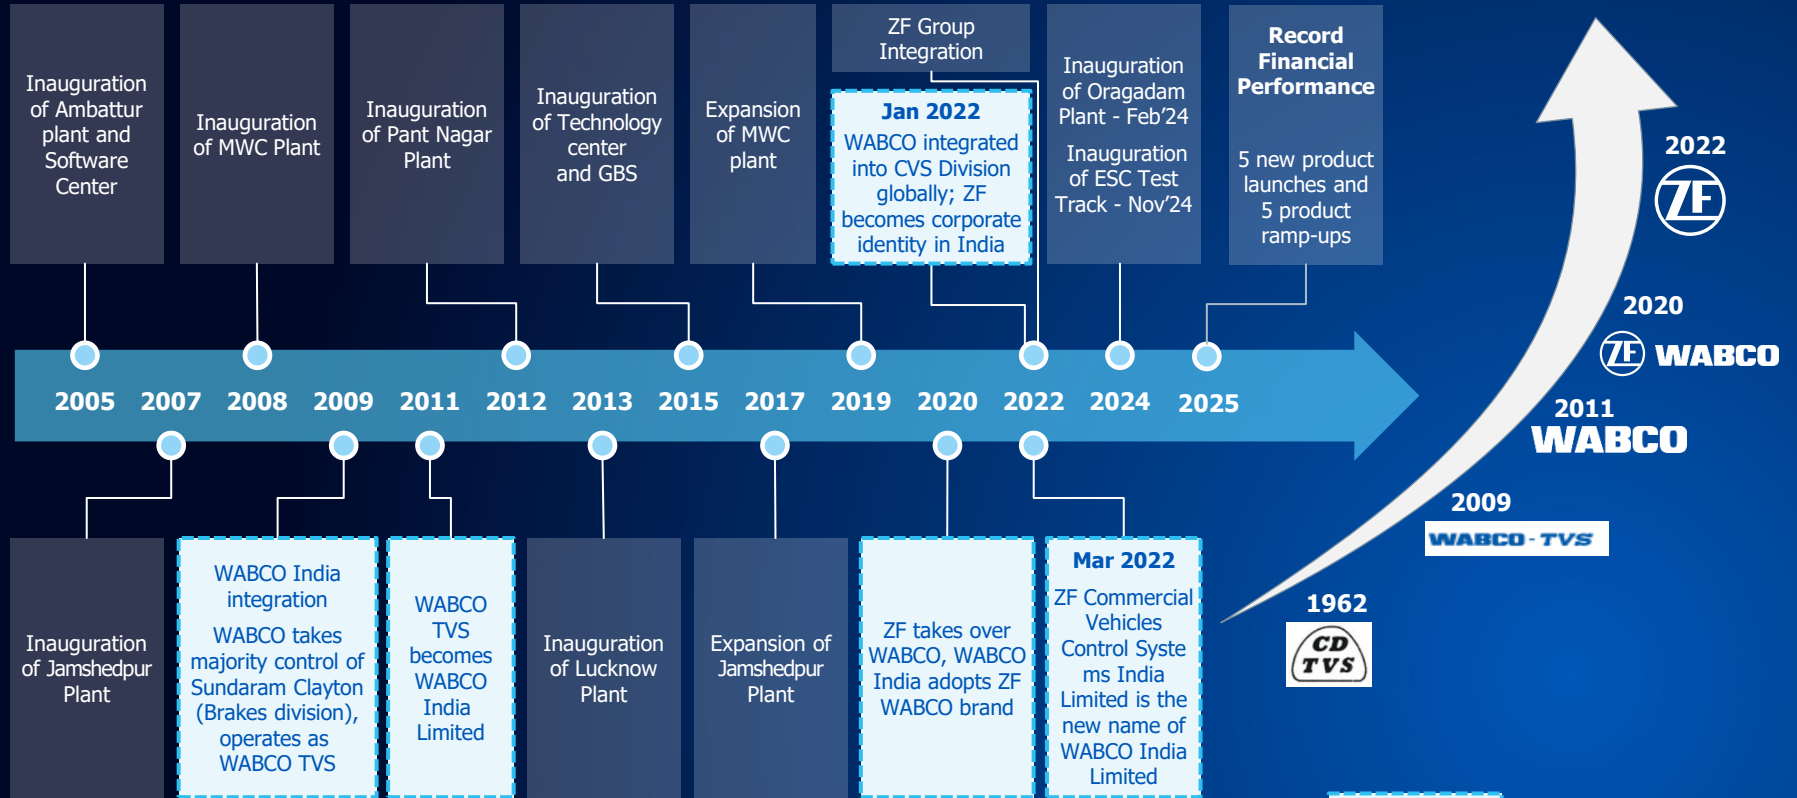 Inauguration
of Ambattur
plant and
Software
Center
Inauguration
of MWC Plant
Inauguration
of Pant Nagar
Plant
Inauguration
of Technology
center
and GBS
Expansion
of MWC
plant
ZF Group
Integration
Jan 2022
WABCO integrated
into CVS Division
globally; ZF
becomes corporate
identity in India
Inauguration
of Oragadam
Plant - Feb’24
Inauguration
of ESC Test
Track - Nov’24
Record
Financial
Performance
5 new product
launches and
5 product
ramp-ups
2005 2007 2008 2009 2011 2012 2013 2015 2017 2019 2020 2022 2024 2025
Inauguration
of Jamshedpur
Plant
WABCO India
integration
WABCO takes
majority control of
Sundaram Clayton
(Brakes division),
operates as
WABCO TVS
WABCO
TVS
becomes
WABCO
India
Limited
Inauguration
of Lucknow
Plant
Expansion of
Jamshedpur
Plant
ZF takes over
WABCO, WABCO
India adopts ZF
WABCO brand
Mar 2022
ZF Commercial
Vehicles
Control Syste
ms India
Limited is the
new name of
WABCO India
Limited
2022
ZF
2020
ZF WABCO
2011
WABCO
2009
WABCO - TVS
1962
CD
TVS